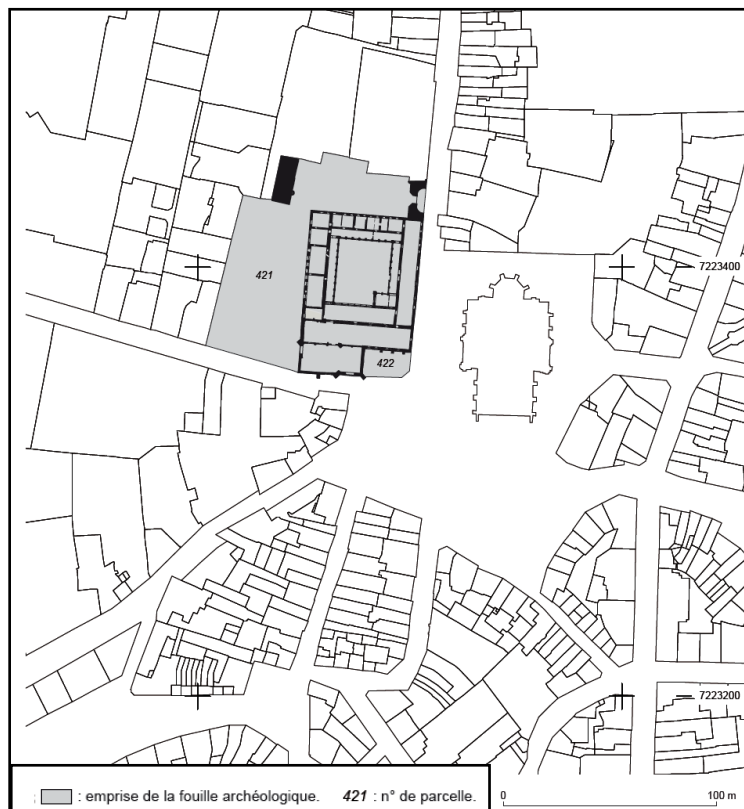 421
7223400
422
7223200
: emprise de la fouille archéologique. 421 : n° de parcelle.
0 100 m